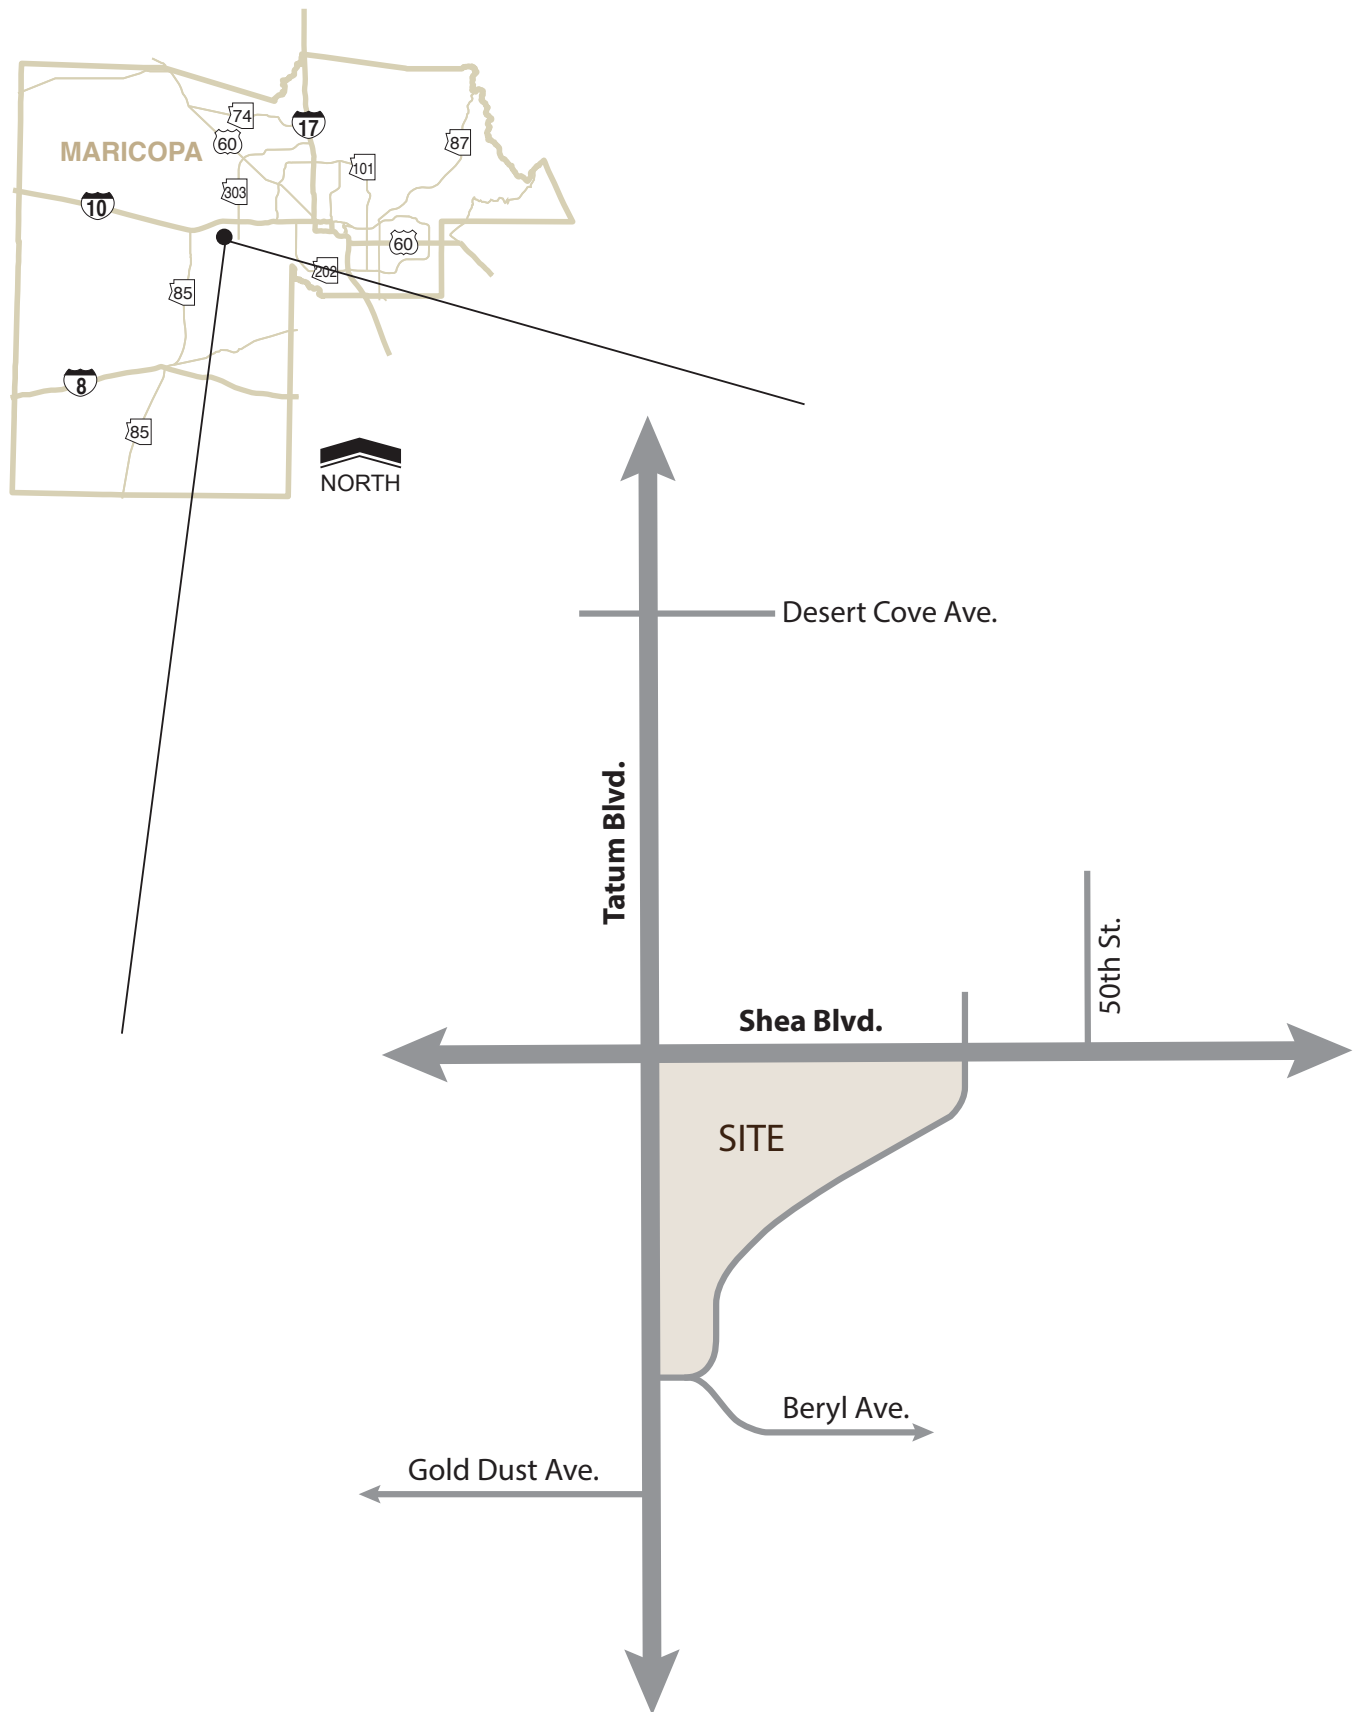 74
17
60
87
MARICOPA
101
303
10
60
202
85
8
85
NORTH
Desert Cove Ave.
Tatum Blvd.
50th St.
Shea Blvd.
SITE
Beryl Ave.
Gold Dust Ave.